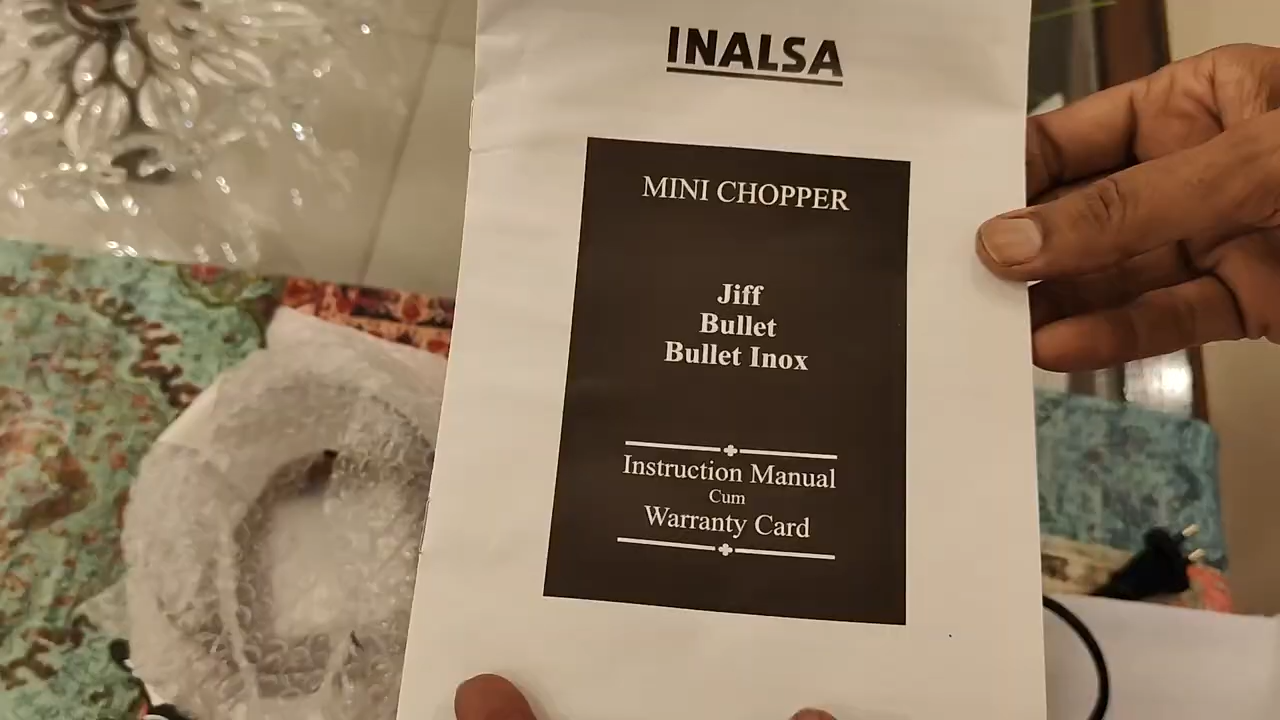 INALSA
MINI CHOPPER
Jiff
Bullet
Bullet Inox
Instruction Manual
Cum
Warranty Card